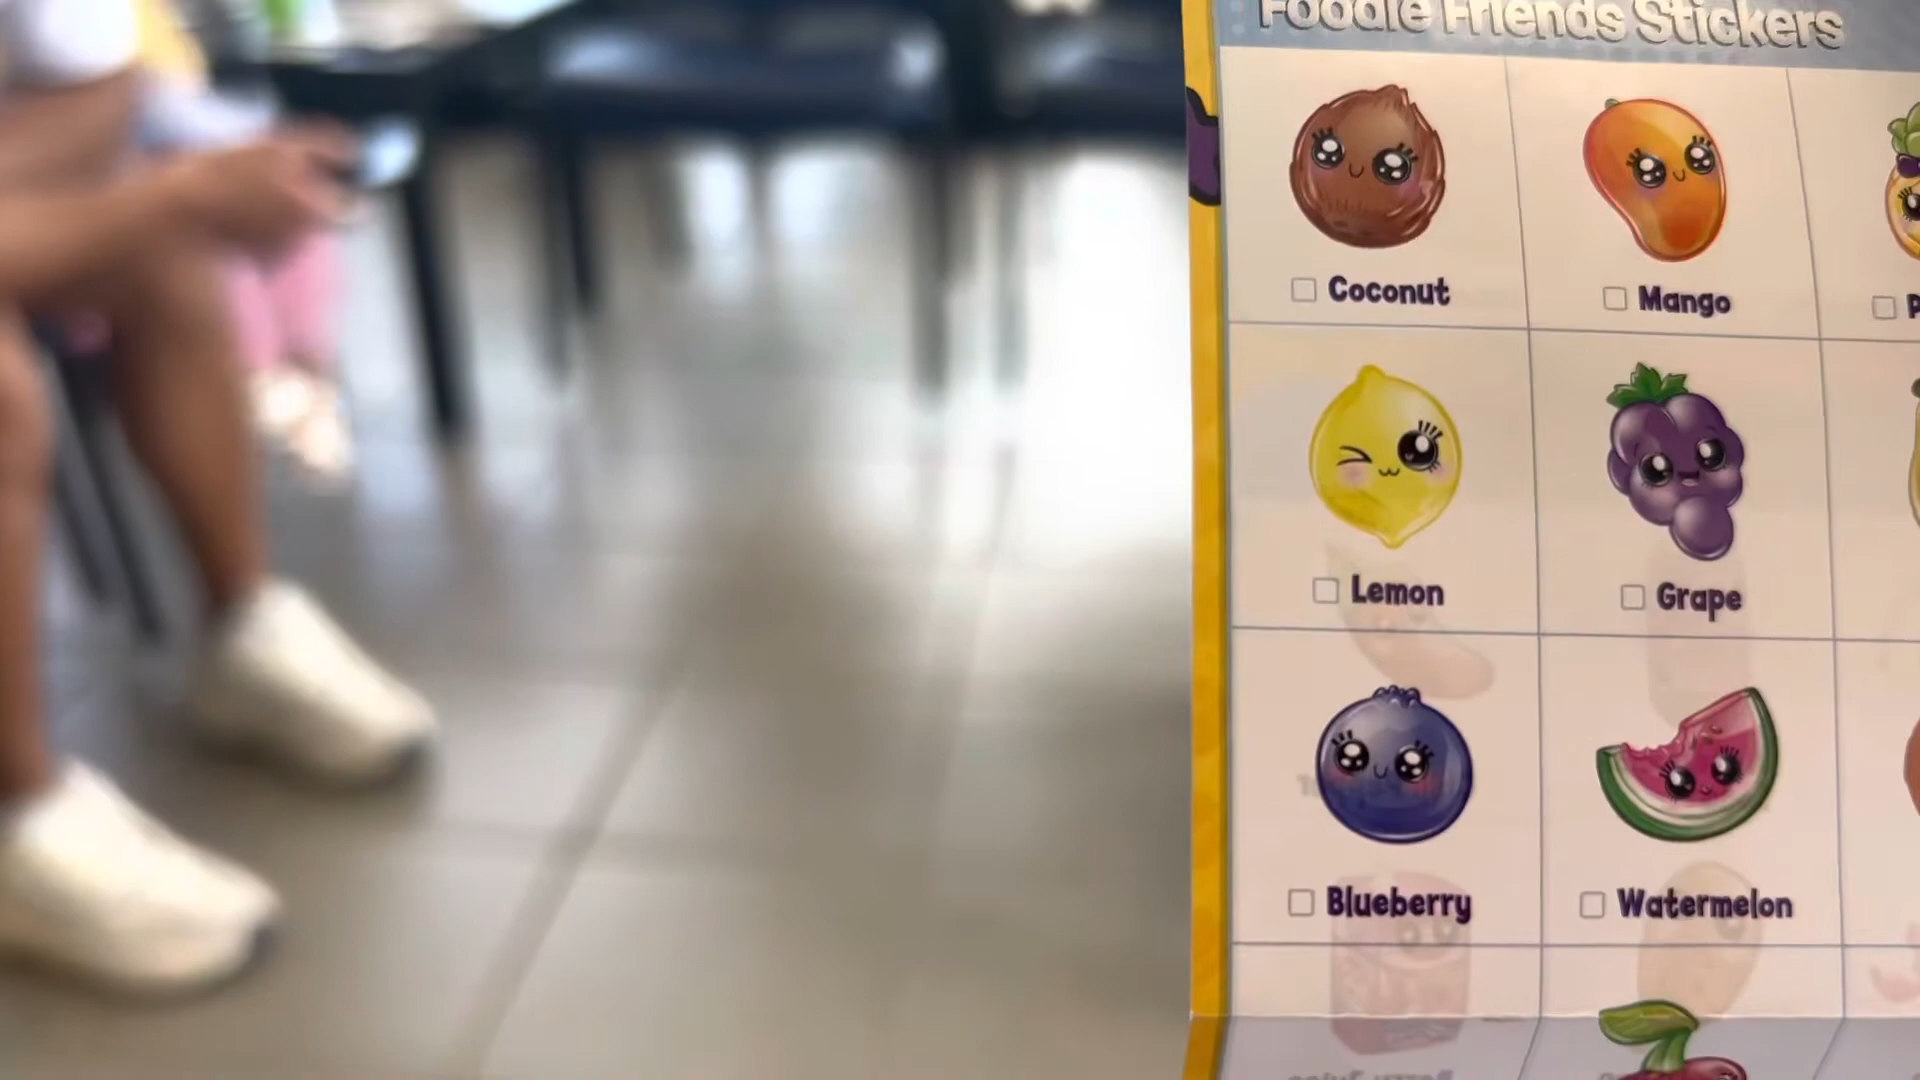 Foodie Friends Stickers
Coconut
Mango
Lemon
Grape
Blueberry
Watermelon